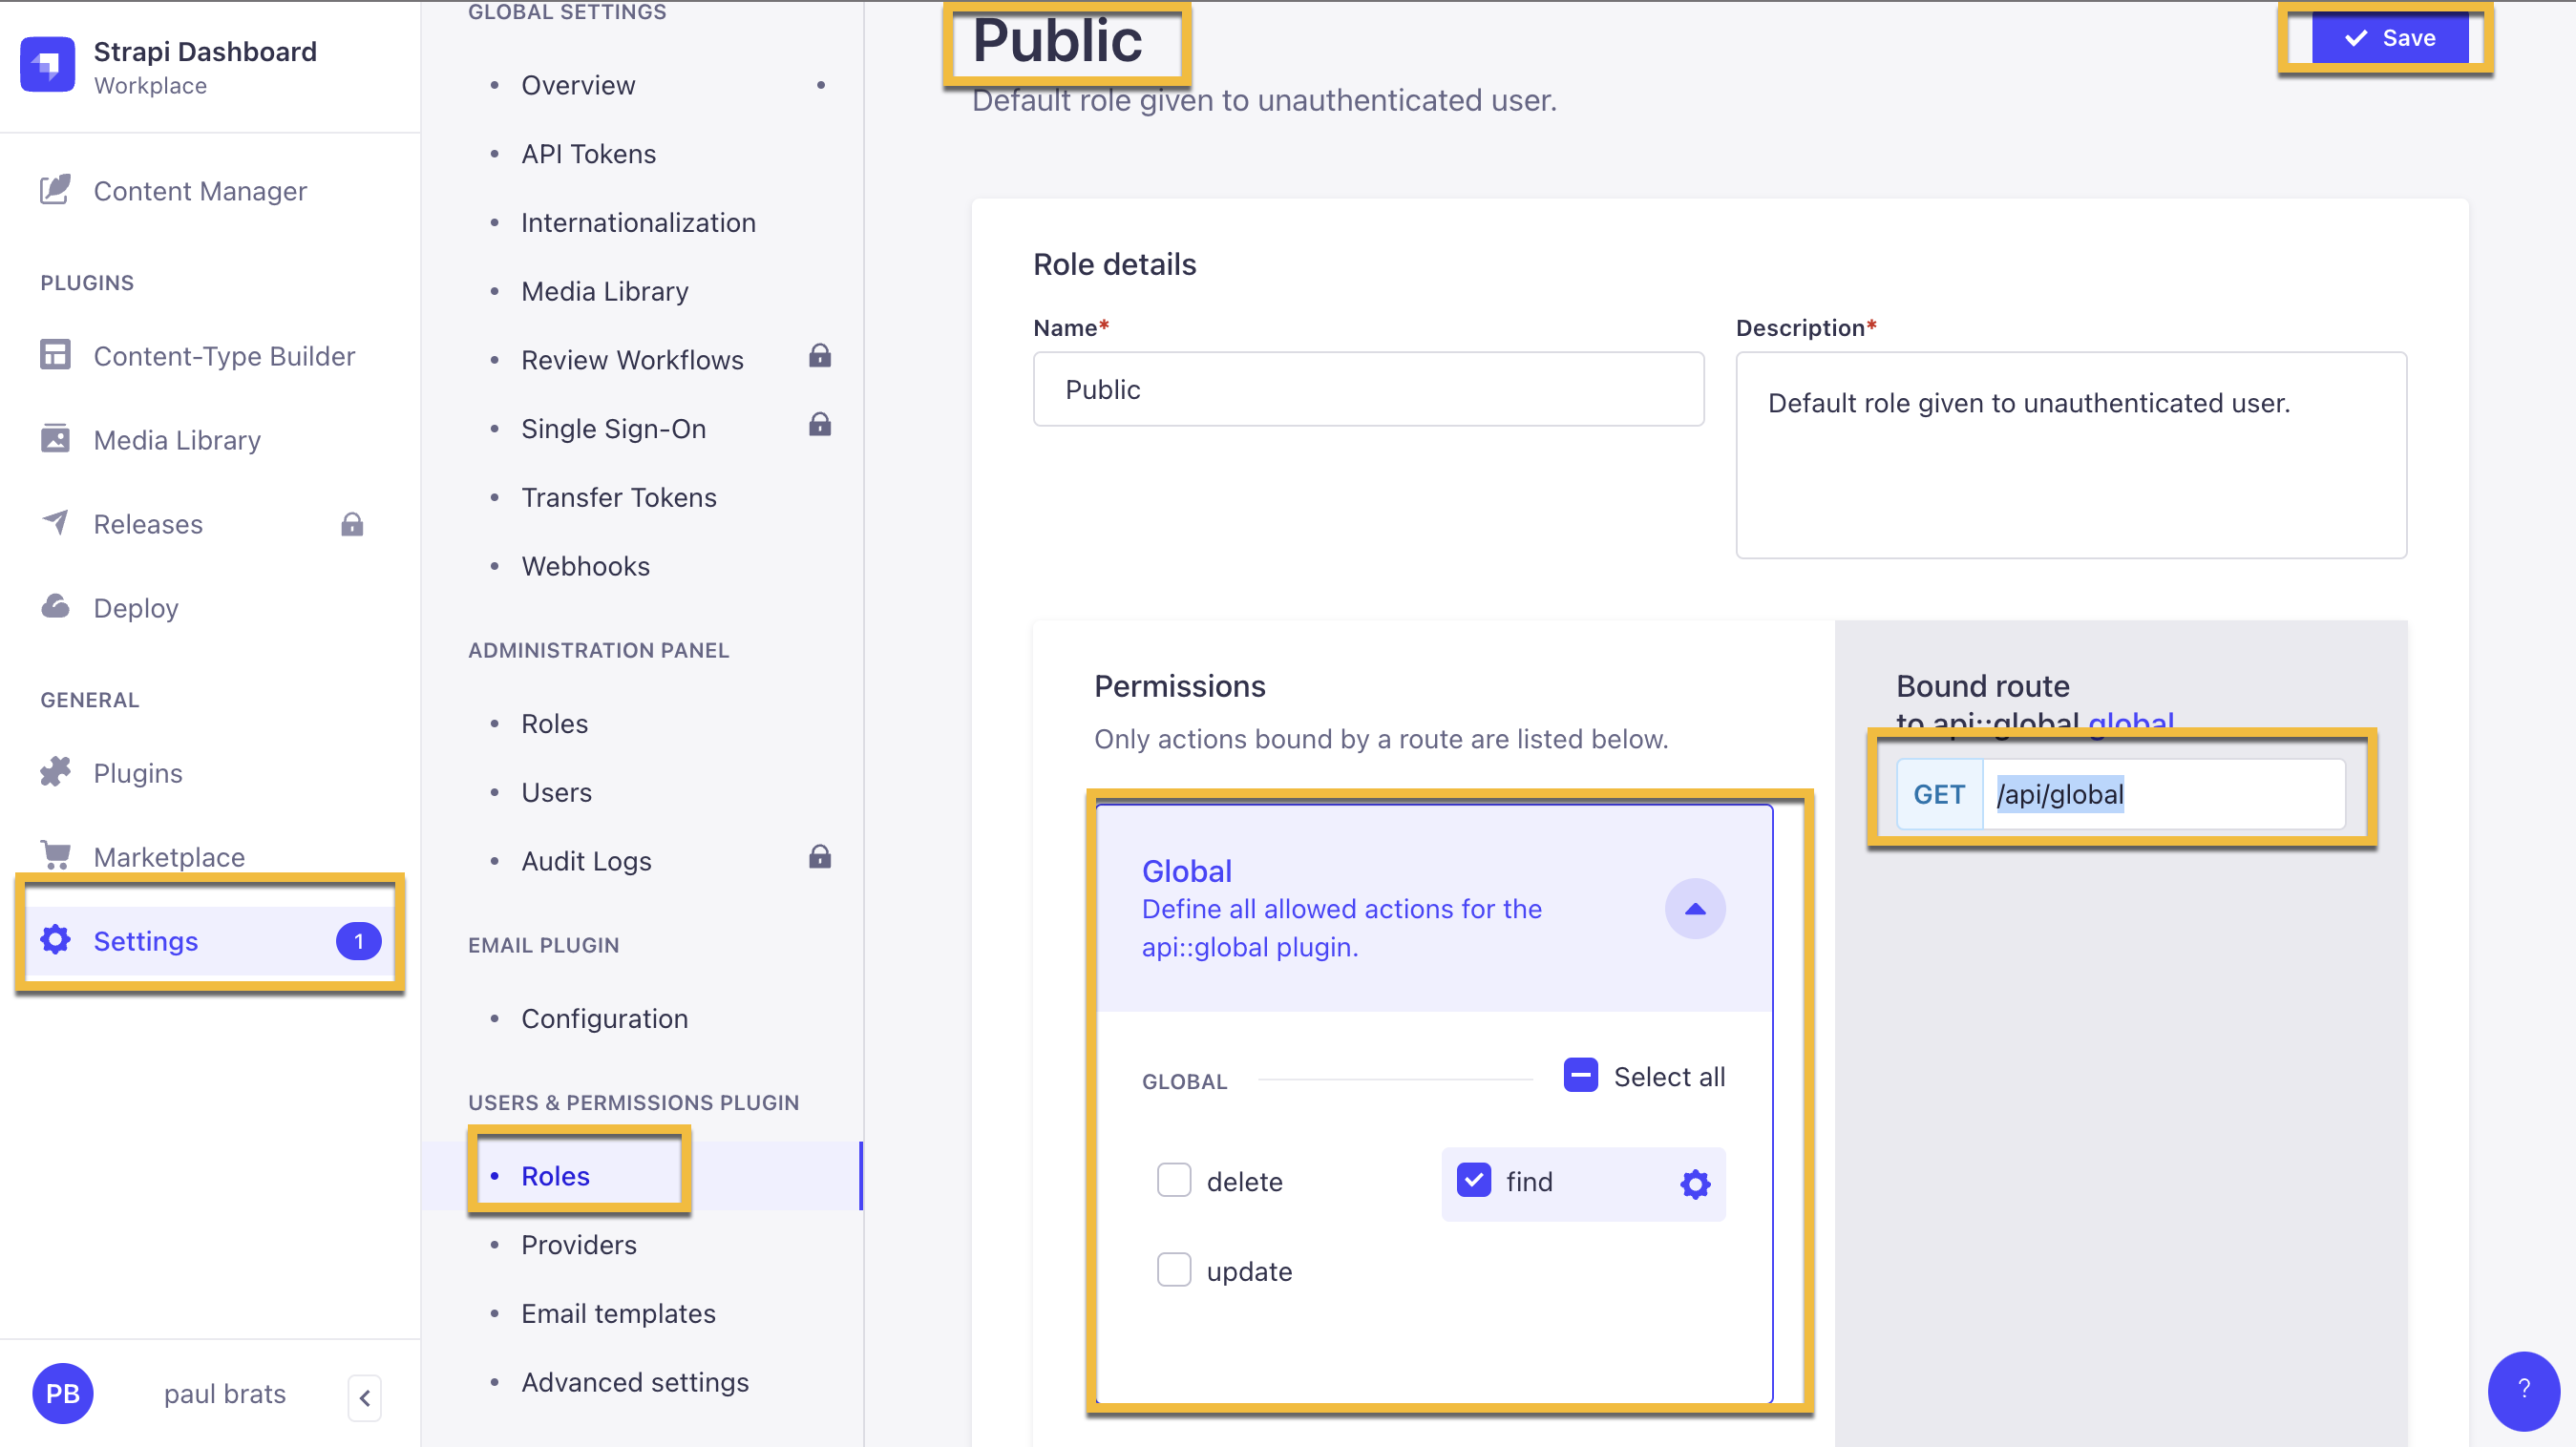 Strapi Dashboard
Workplace
Content Manager
PLUGINS
Content-Type Builder
Media Library
Releases
Deploy
GENERAL
Plugins
Marketplace
Settings
1
PB
paul brats
GLOBAL SETTINGS
Overview
API Tokens
Internationalization
Media Library
Review Workflows
Single Sign-On
Transfer Tokens
Webhooks
ADMINISTRATION PANEL
Roles
Users
Audit Logs
EMAIL PLUGIN
Configuration
USERS & PERMISSIONS PLUGIN
Roles
Providers
Email templates
Advanced settings
Public
Save
Default role given to unauthenticated user.
Role details
Name*
Public
Description*
Default role given to unauthenticated user.
Permissions
Only actions bound by a route are listed below.
Global
Define all allowed actions for the
api::global plugin.
GLOBAL
Select all
delete
find
update
Bound route
to api::global global
GET /api/global
?